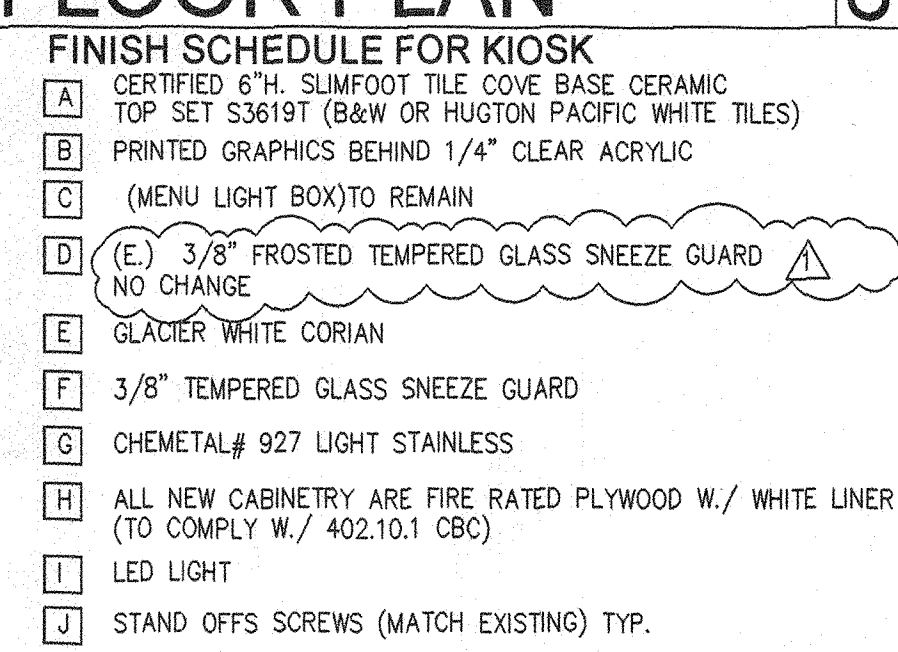 FLOOR PLAN
FINISH SCHEDULE FOR KIOSK
A CERTIFIED 6"H. SLIMFOOT TILE COVE BASE CERAMIC
TOP SET S3619T (B&W OR HUGTON PACIFIC WHITE TILES)
B PRINTED GRAPHICS BEHIND 1/4" CLEAR ACRYLIC
C (MENU LIGHT BOX)TO REMAIN
D (E.) 3/8" FROSTED TEMPERED GLASS SNEEZE GUARD 1
NO CHANGE
E GLACIER WHITE CORIAN
F 3/8" TEMPERED GLASS SNEEZE GUARD
G CHEMETAL# 927 LIGHT STAINLESS
H ALL NEW CABINETRY ARE FIRE RATED PLYWOOD W./ WHITE LINER
(TO COMPLY W./ 402.10.1 CBC)
I LED LIGHT
J STAND OFFS SCREWS (MATCH EXISTING) TYP.